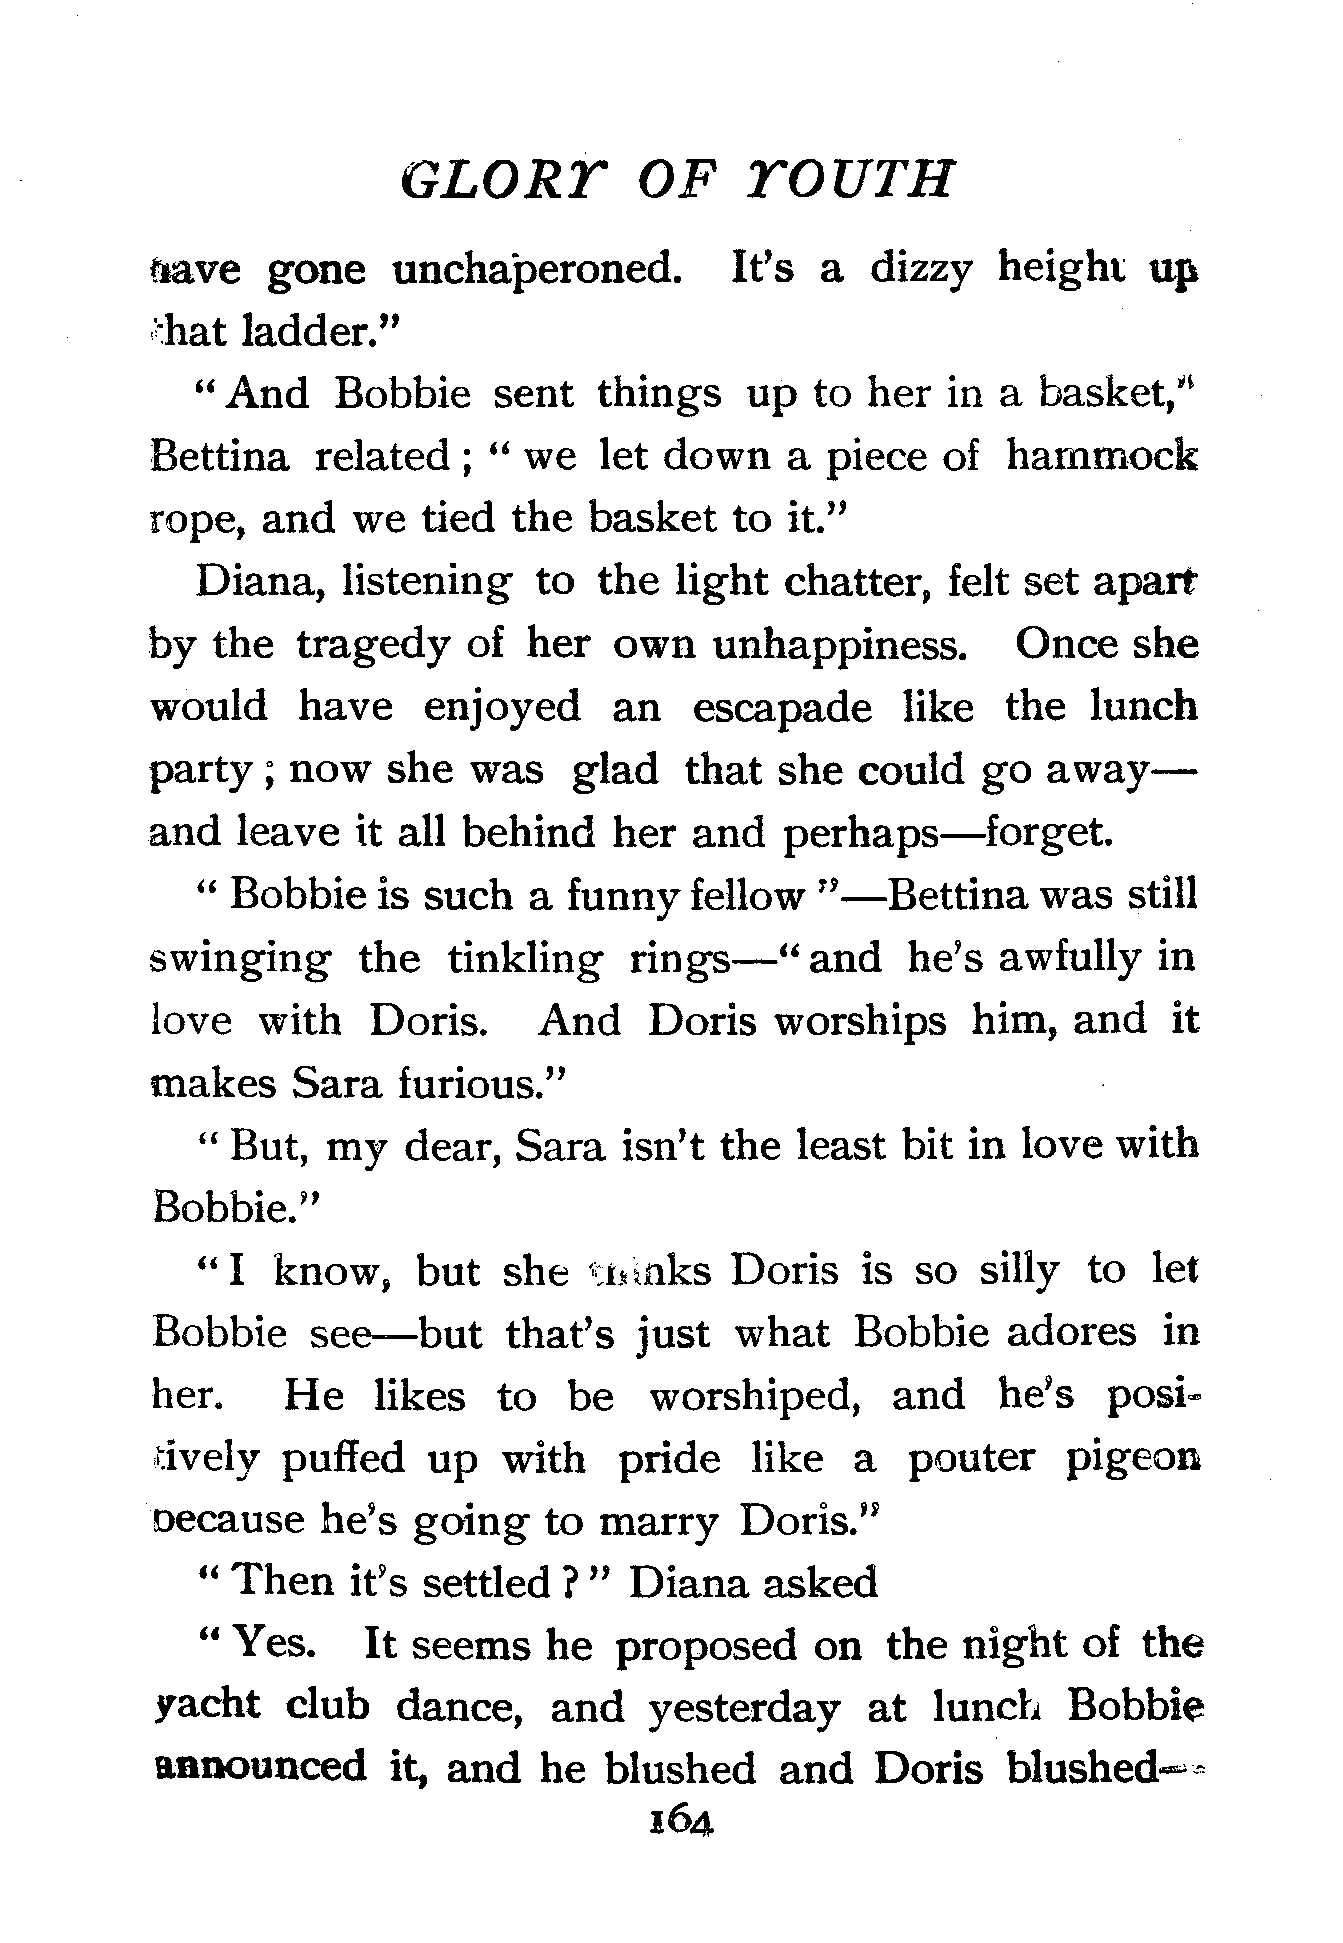 GLORY OF YOUTH
have gone unchaperoned. It's a dizzy height up
that ladder."
"And Bobbie sent things up to her in a basket,"
Bettina related; "we let down a piece of hammock
rope, and we tied the basket to it."
Diana, listening to the light chatter, felt set apart
by the tragedy of her own unhappiness. Once she
would have enjoyed an escapade like the lunch
party; now she was glad that she could go away—
and leave it all behind her and perhaps—forget.
"Bobbie is such a funny fellow"—Bettina was still
swinging the tinkling rings—"and he's awfully in
love with Doris. And Doris worships him, and it
makes Sara furious."
"But, my dear, Sara isn't the least bit in love with
Bobbie."
"I know, but she thinks Doris is so silly to let
Bobbie see—but that's just what Bobbie adores in
her. He likes to be worshiped, and he's posi-
tively puffed up with pride like a pouter pigeon
because he's going to marry Doris."
"Then it's settled?" Diana asked
"Yes. It seems he proposed on the night of the
yacht club dance, and yesterday at lunch Bobbie
announced it, and he blushed and Doris blushed—
164